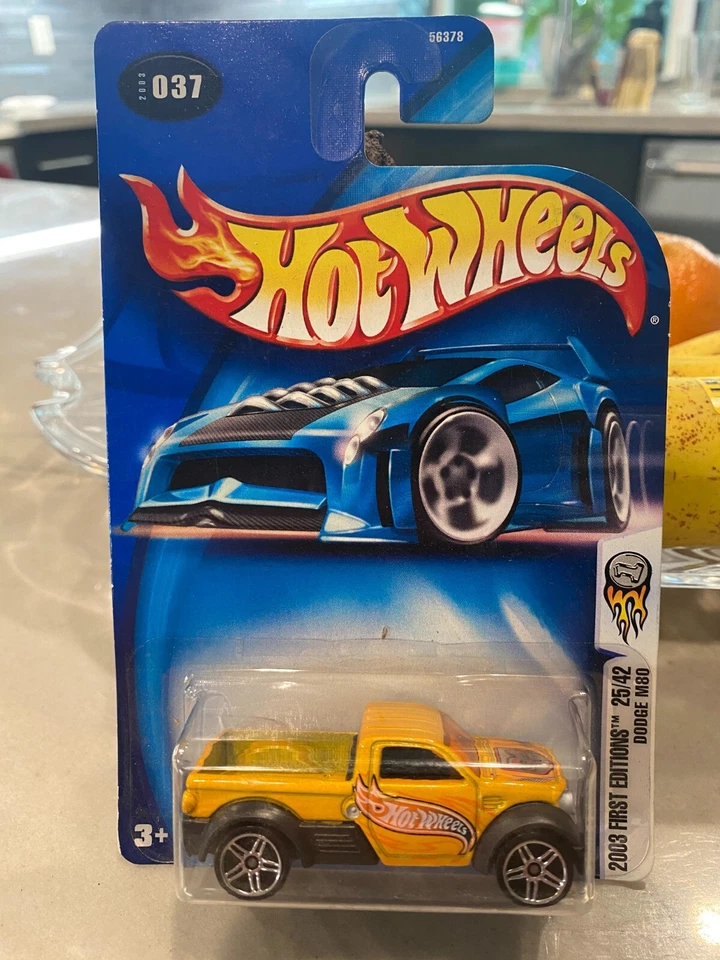 56378
2003 037
HOT WHEELS
®
2003 FIRST EDITIONS™ 25/42
DODGE M80
HOT WHEELS
3+